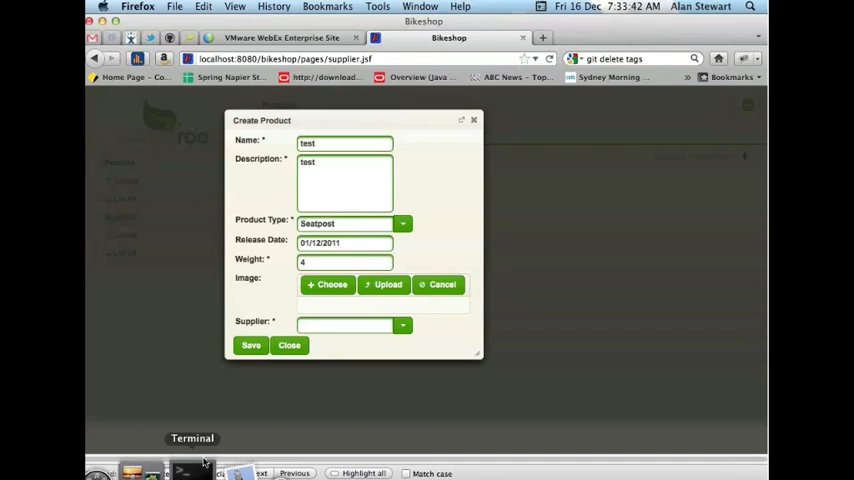 Firefox File Edit View History Bookmarks Tools Window Help Fri 16 Dec 7:33:42 AM Alan Stewart
Bikeshop
VMware WebEx Enterprise Site Bikeshop
localhost:8080/bikeshop/pages/supplier.jsf git delete tags
Home Page – C... Spring Napier St... http://download... Overview (Java ... ABC News – Top... Sydney Morning ... Bookmarks
roo
Create Product
Name: * test
Description: * test
Product Type: * Seatpost
Release Date: 01/12/2011
Weight: * 4
Image: Choose Upload Cancel
Supplier: *
Save Close
Terminal
Previous Highlight all Match case